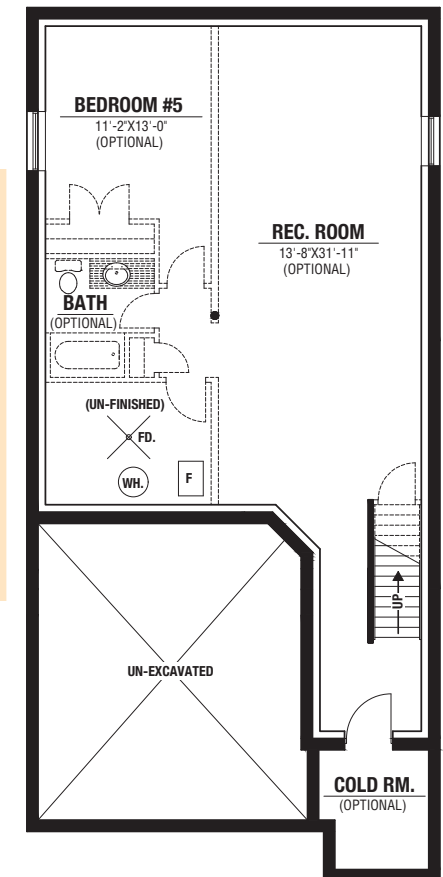 BEDROOM #5
11'-2"X13'-0"
(OPTIONAL)
REC. ROOM
13'-8"X31'-11"
(OPTIONAL)
BATH
(OPTIONAL)
(UN-FINISHED)
FD.
WH.
F
UP
UN-EXCAVATED
COLD RM.
(OPTIONAL)